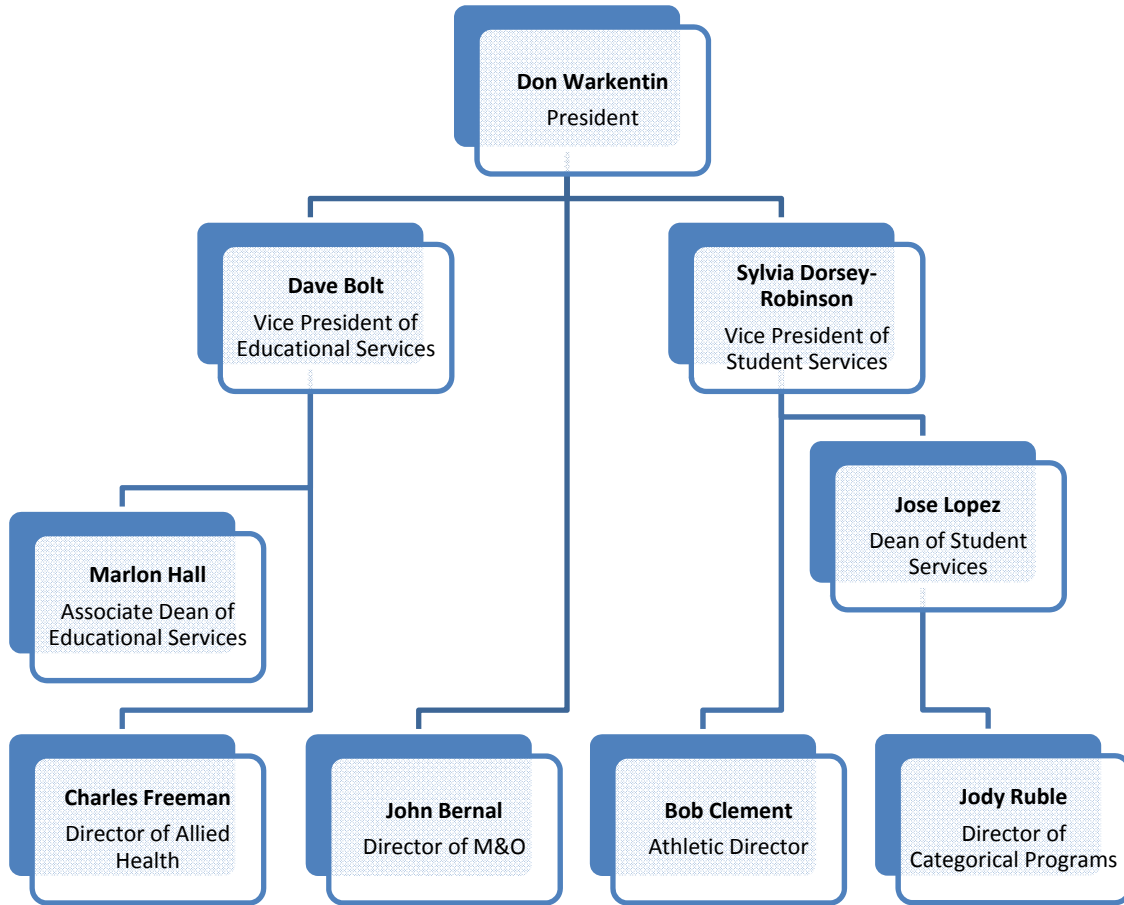 Don Warkentin
President
Dave Bolt
Vice President of
Educational Services
Sylvia Dorsey-
Robinson
Vice President of
Student Services
Jose Lopez
Dean of Student
Services
Marlon Hall
Associate Dean of
Educational Services
Charles Freeman
Director of Allied
Health
John Bernal
Director of M&O
Bob Clement
Athletic Director
Jody Ruble
Director of
Categorical Programs